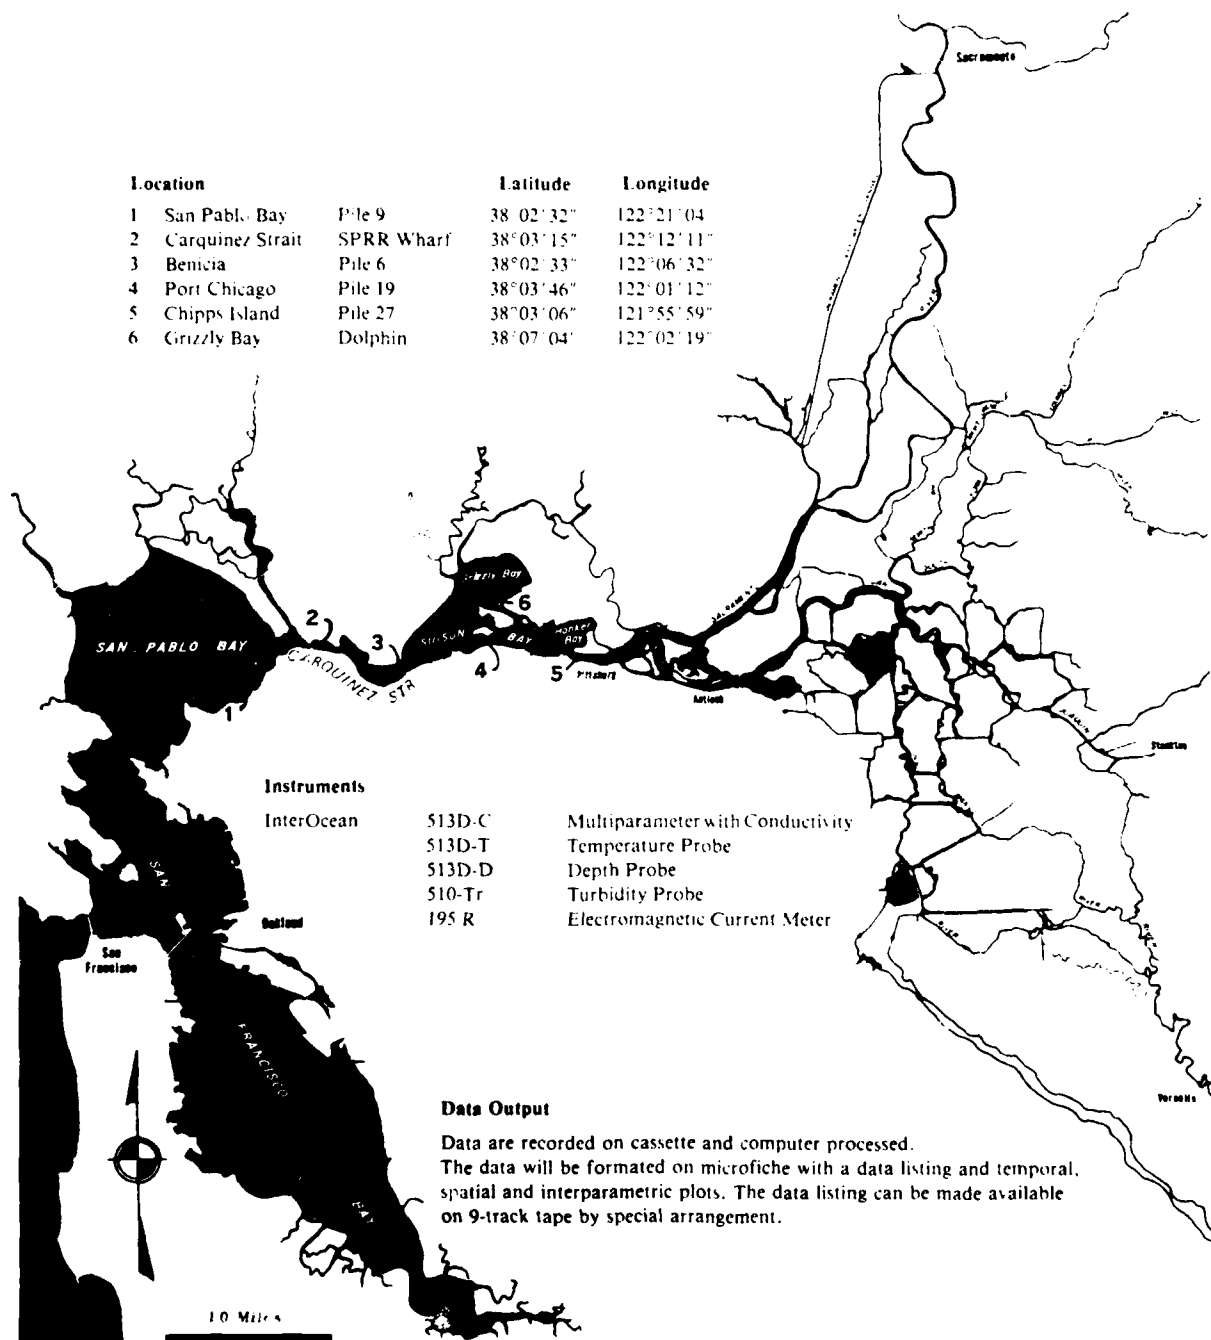 Sacramento
Location Latitude Longitude
1 San Pablo Bay Pile 9 38 02'32" 122°21'04
2 Carquinez Strait SPRR Wharf 38°03'15" 122°12'11"
3 Benicia Pile 6 38°02'33" 122°06'32"
4 Port Chicago Pile 19 38°03'46" 122°01'12"
5 Chipps Island Pile 27 38°03'06" 121°55'59"
6 Grizzly Bay Dolphin 38°07'04' 122°02'19"
RIVER
Grizzly Bay
6
SAN PABLO BAY
2
CARQUINEZ STR
3
SUISUN BAY
Honker Bay
4
5
Pittsburg
Antioch
SACRAMENTO
1
Stockton
Instruments
InterOcean 513D-C Multiparameter with Conductivity
513D-T Temperature Probe
513D-D Depth Probe
510-Tr Turbidity Probe
195 R Electromagnetic Current Meter
Oakland
San
Francisco
SAN FRANCISCO BAY
RIVER
RIVER
RIVER
Vernalis
Data Output
Data are recorded on cassette and computer processed.
The data will be formated on microfiche with a data listing and temporal,
spatial and interparametric plots. The data listing can be made available
on 9-track tape by special arrangement.
10 Miles